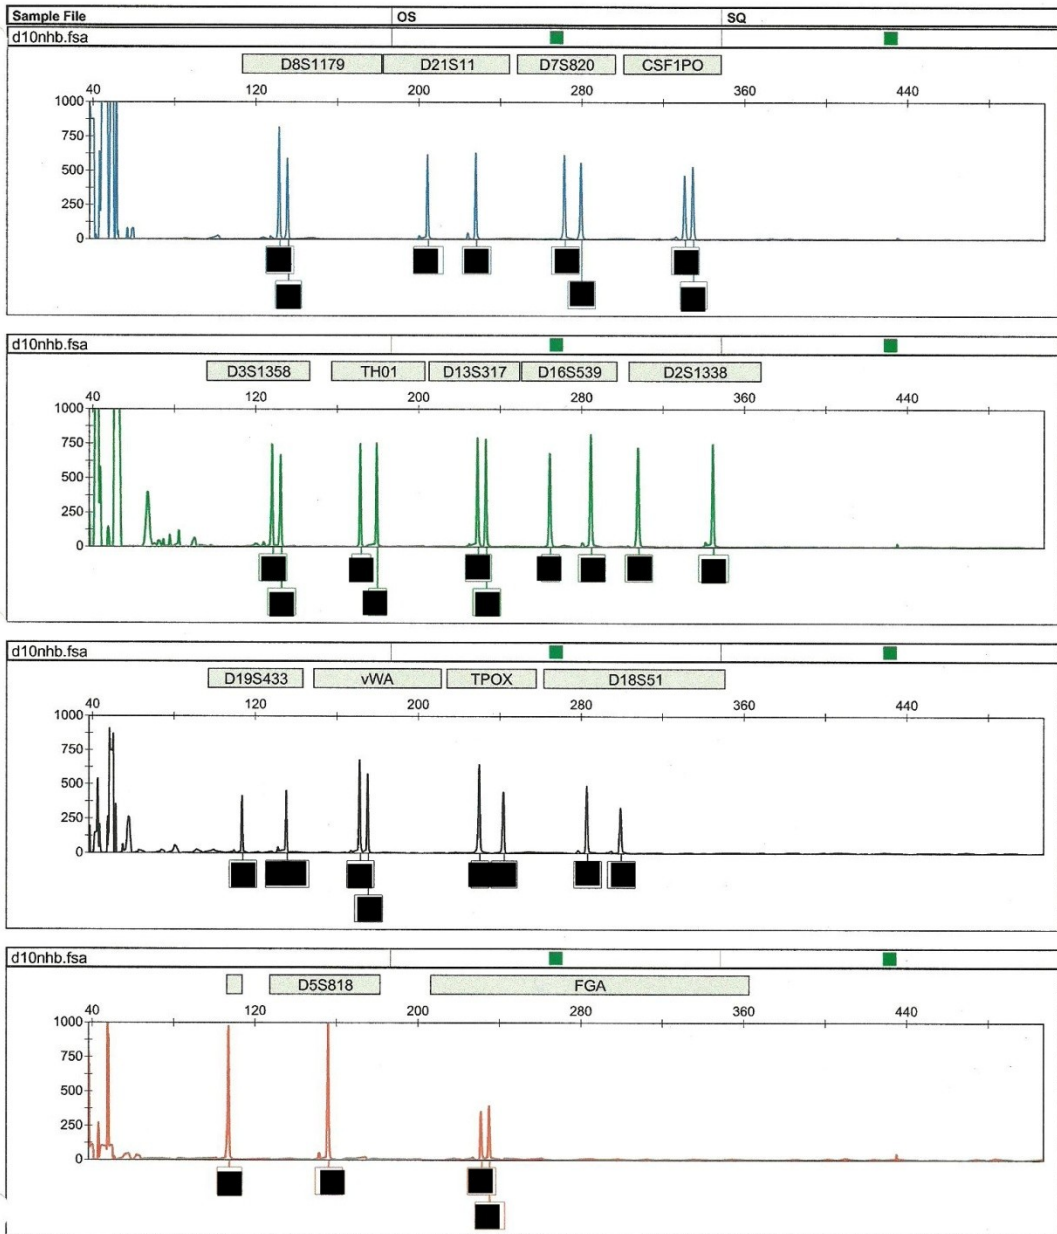 Sample File OS SQ
d10nhb.fsa
D8S1179 D21S11 D7S820 CSF1PO
40 120 200 280 360 440
1000
750
500
250
0
d10nhb.fsa
D3S1358 TH01 D13S317 D16S539 D2S1338
40 120 200 280 360 440
1000
750
500
250
0
d10nhb.fsa
D19S433 vWA TPOX D18S51
40 120 200 280 360 440
1000
750
500
250
0
d10nhb.fsa
D5S818 FGA
40 120 200 280 360 440
1000
750
500
250
0